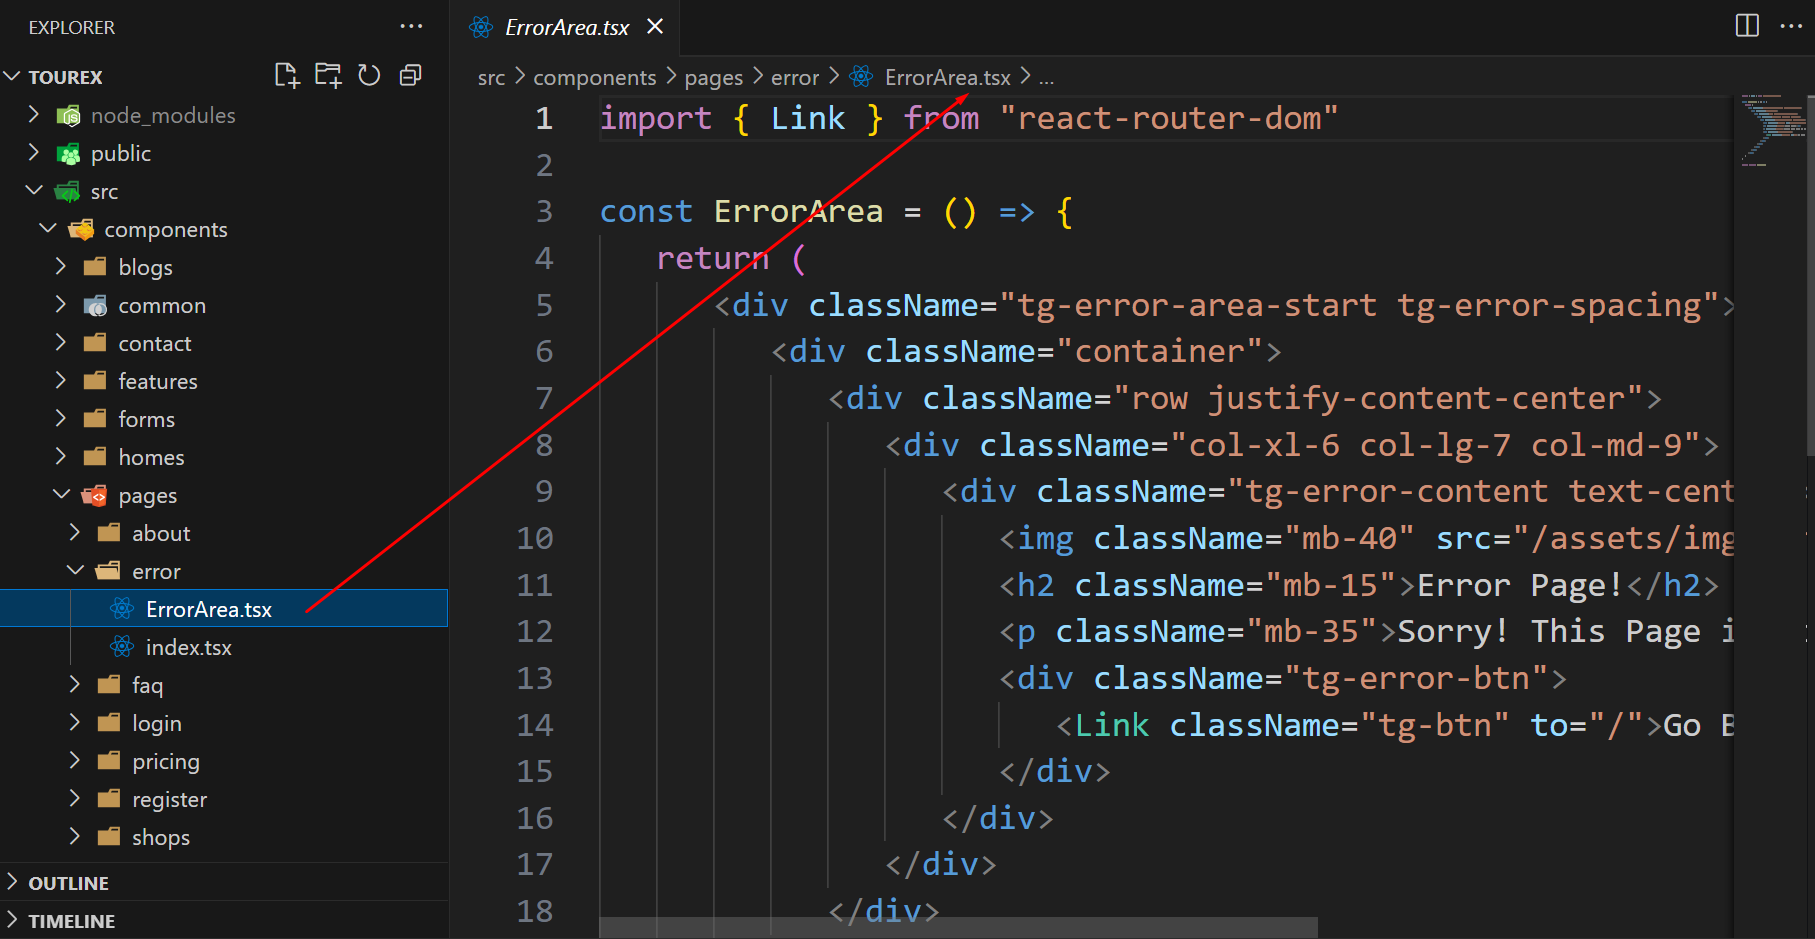 EXPLORER
TOUREX
node_modules
public
src
components
blogs
common
contact
features
forms
homes
pages
about
error
ErrorArea.tsx
index.tsx
faq
login
pricing
register
shops
OUTLINE
TIMELINE
ErrorArea.tsx
src > components > pages > error > ErrorArea.tsx > ...
1 import { Link } from "react-router-dom"
2
3 const ErrorArea = () => {
4 return (
5 <div className="tg-error-area-start tg-error-spacing">
6 <div className="container">
7 <div className="row justify-content-center">
8 <div className="col-xl-6 col-lg-7 col-md-9">
9 <div className="tg-error-content text-cent
10 <img className="mb-40" src="/assets/img
11 <h2 className="mb-15">Error Page!</h2>
12 <p className="mb-35">Sorry! This Page i
13 <div className="tg-error-btn">
14 <Link className="tg-btn" to="/">Go B
15 </div>
16 </div>
17 </div>
18 </div>